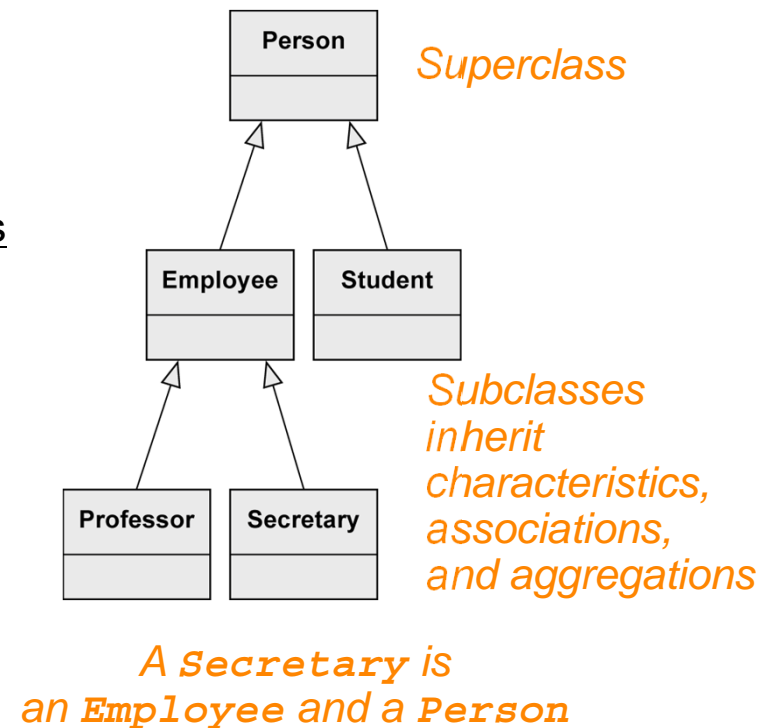 Person
Superclass
s
Employee
Student
Subclasses
inherit
characteristics,
associations,
and aggregations
Professor
Secretary
A Secretary is
an Employee and a Person